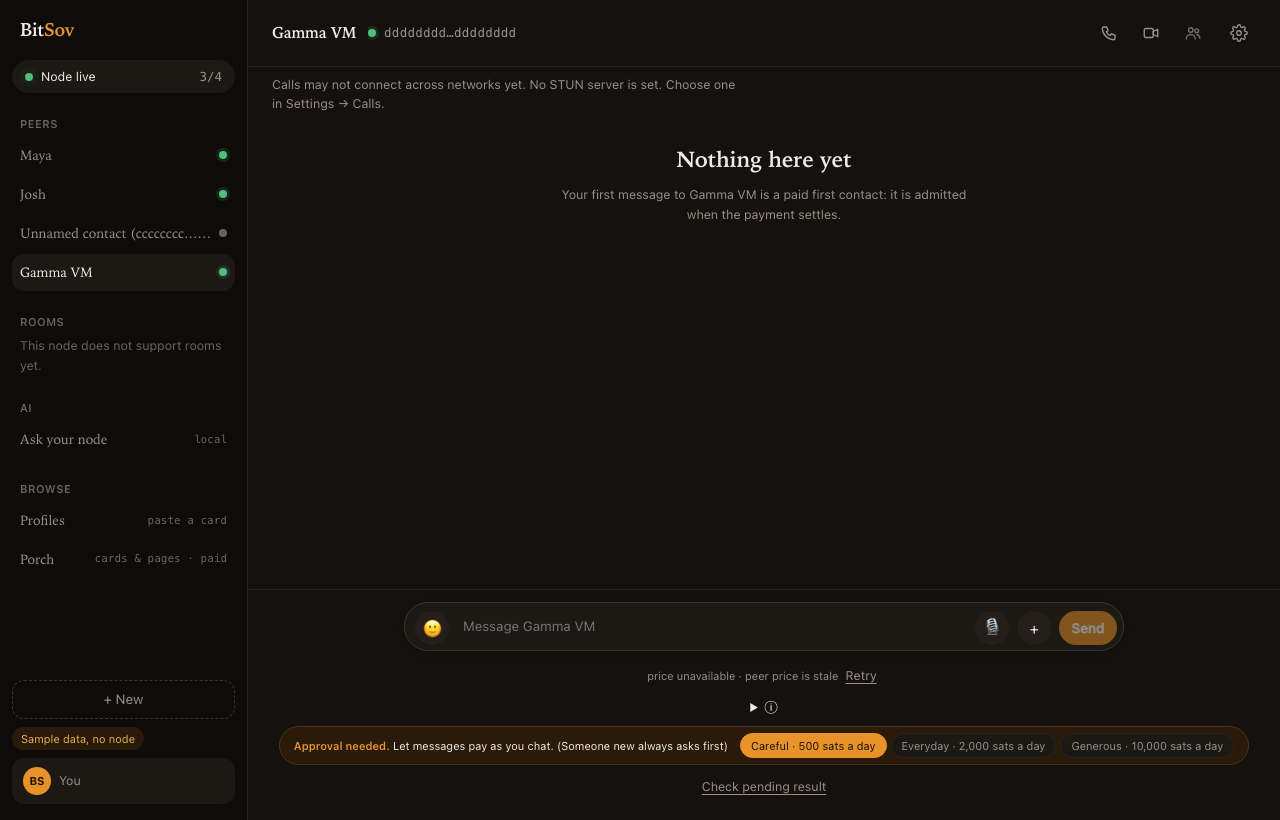 BitSov
Node live 3/4
PEERS
Maya
Josh
Unnamed contact (cccccccc……
Gamma VM
ROOMS
This node does not support rooms
yet.
AI
Ask your node local
BROWSE
Profiles paste a card
Porch cards & pages · paid
+ New
Sample data, no node
BS You
Gamma VM dddddddd…dddddddd
Calls may not connect across networks yet. No STUN server is set. Choose one
in Settings → Calls.
Nothing here yet
Your first message to Gamma VM is a paid first contact: it is admitted
when the payment settles.
Message Gamma VM + Send
price unavailable · peer price is stale Retry
▶ ⓘ
Approval needed. Let messages pay as you chat. (Someone new always asks first) Careful · 500 sats a day Everyday · 2,000 sats a day Generous · 10,000 sats a day
Check pending result